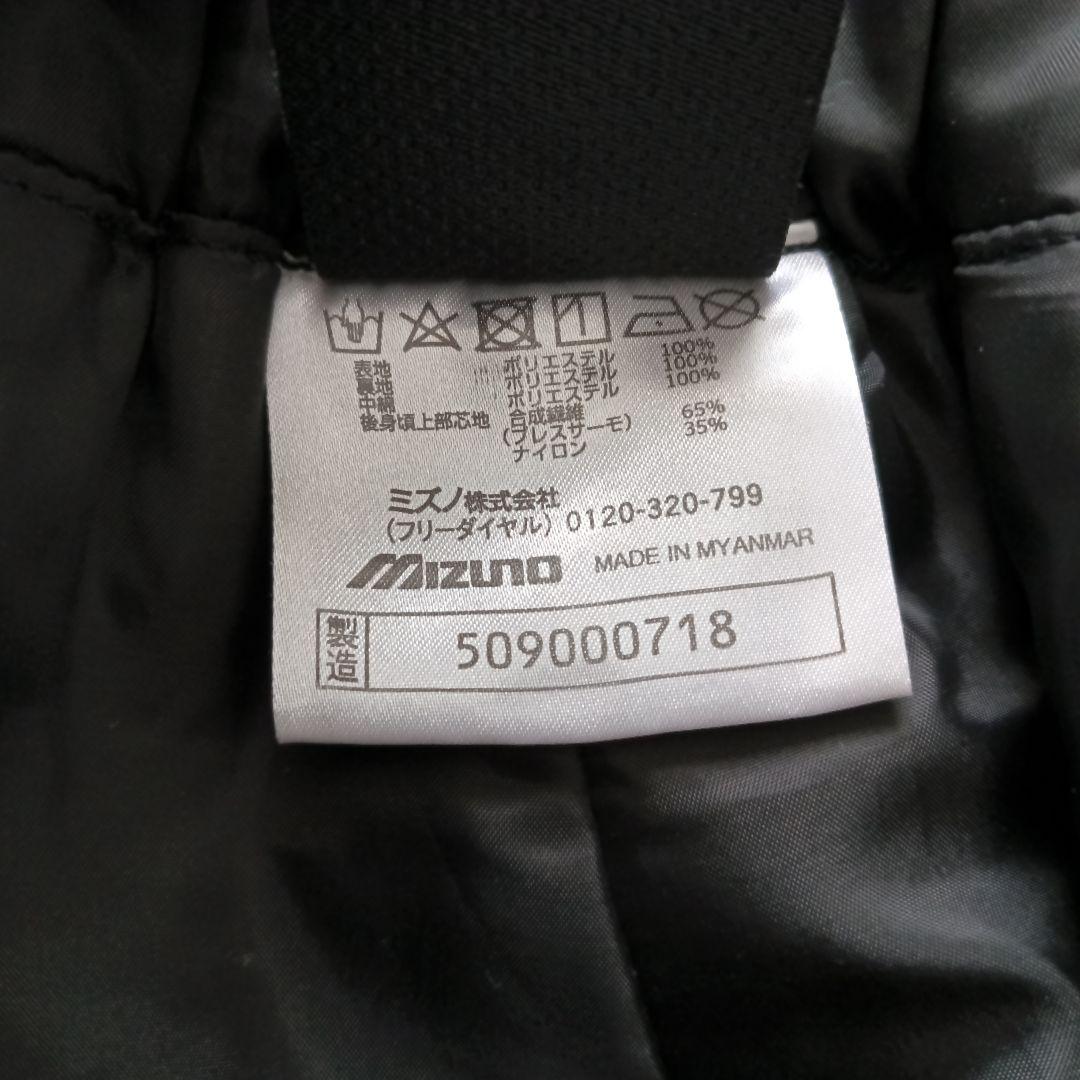 表地 ポリエステル 100%
裏地 ポリエステル 100%
中綿 ポリエステル 100%
後身頃上部芯地 合成繊維 65%
(ブレスサーモ)
ナイロン 35%
ミズノ株式会社
(フリーダイヤル) 0120-320-799
MIZUNO MADE IN MYANMAR
製造 509000718